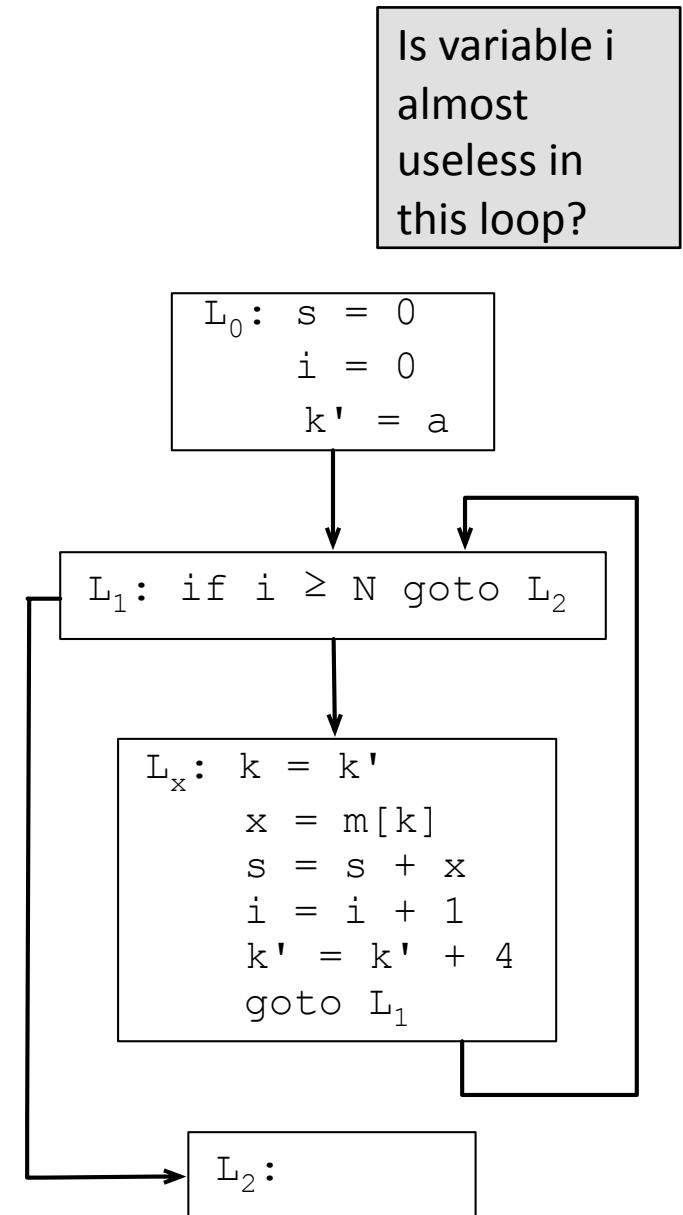 Is variable i
almost
useless in
this loop?
L₀: s = 0
i = 0
k' = a
L₁: if i ≥ N goto L₂
Lₓ: k = k'
x = m[k]
s = s + x
i = i + 1
k' = k' + 4
goto L₁
L₂: